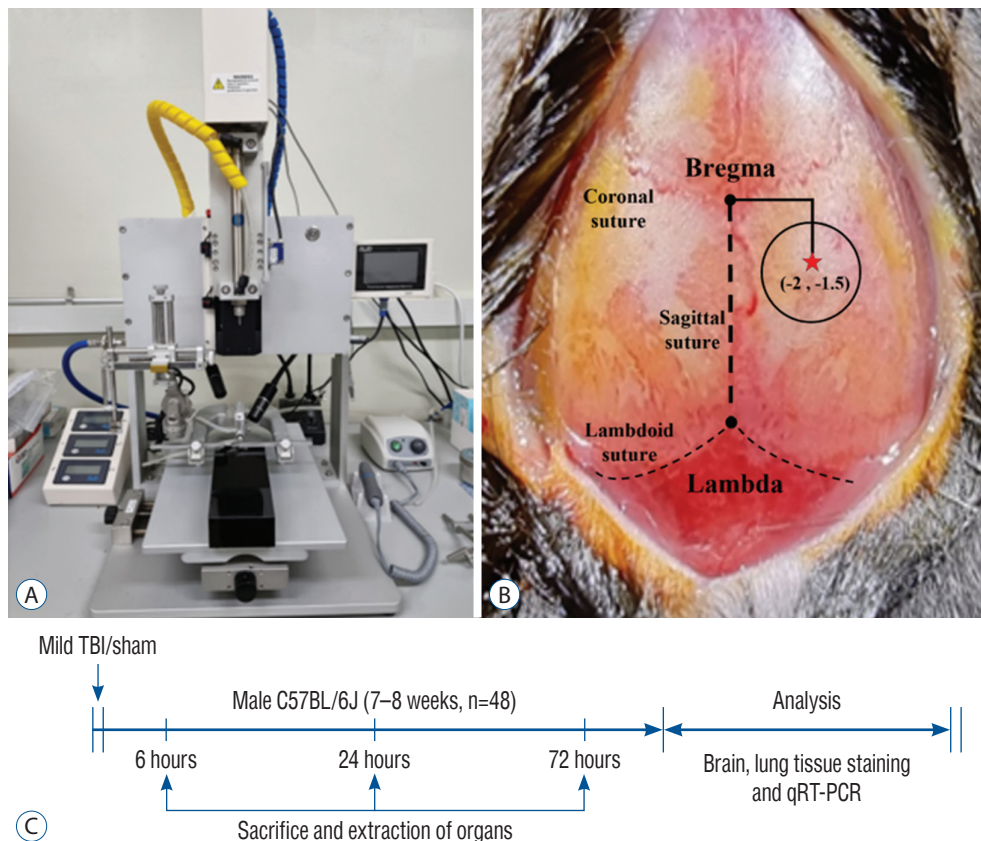 WARNING
A
Bregma
Coronal
suture
(-2 , -1.5)
Sagittal
suture
Lambdoid
suture
Lambda
B
Mild TBI/sham
Male C57BL/6J (7–8 weeks, n=48)
Analysis
6 hours
24 hours
72 hours
Brain, lung tissue staining
and qRT-PCR
Sacrifice and extraction of organs
C